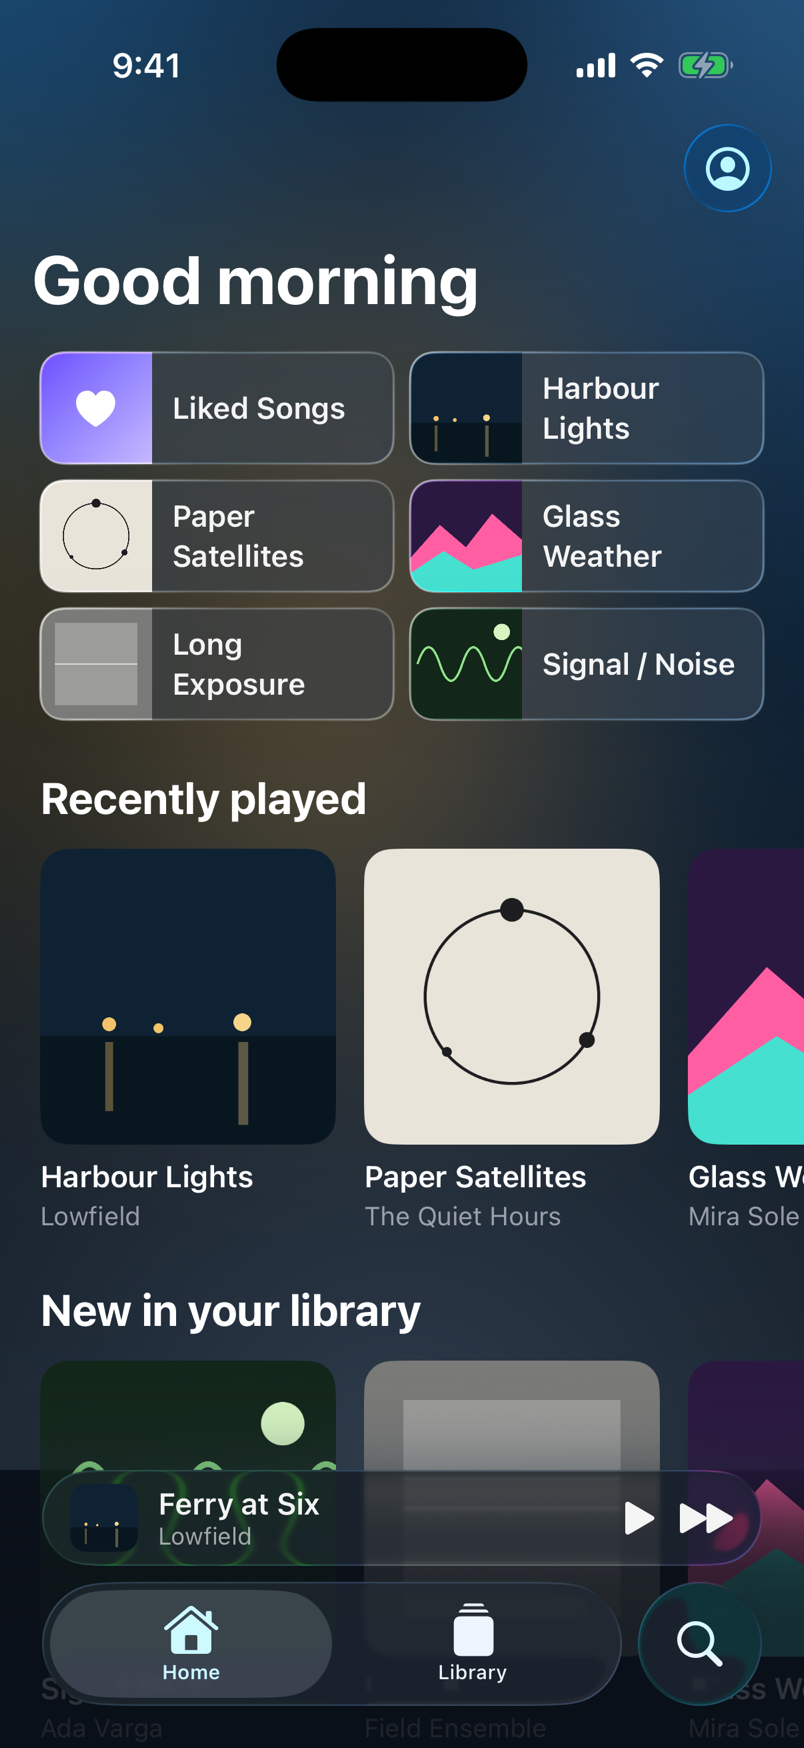 9:41
Good morning
Liked Songs
Harbour
Lights
Paper
Satellites
Glass
Weather
Long
Exposure
Signal / Noise
Recently played
Harbour Lights
Lowfield
Paper Satellites
The Quiet Hours
Glass
Mira Sole
New in your library
Ferry at Six
Lowfield
Home
Library
Ada Varga
Field Ensemble
Mira Sole